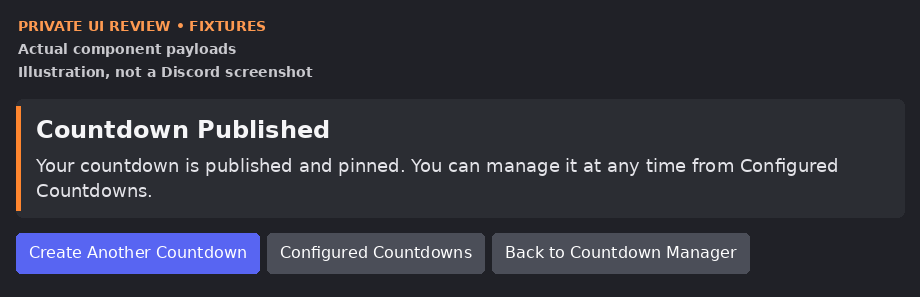 PRIVATE UI REVIEW • FIXTURES
Actual component payloads
Illustration, not a Discord screenshot
Countdown Published
Your countdown is published and pinned. You can manage it at any time from Configured
Countdowns.
Create Another Countdown
Configured Countdowns
Back to Countdown Manager